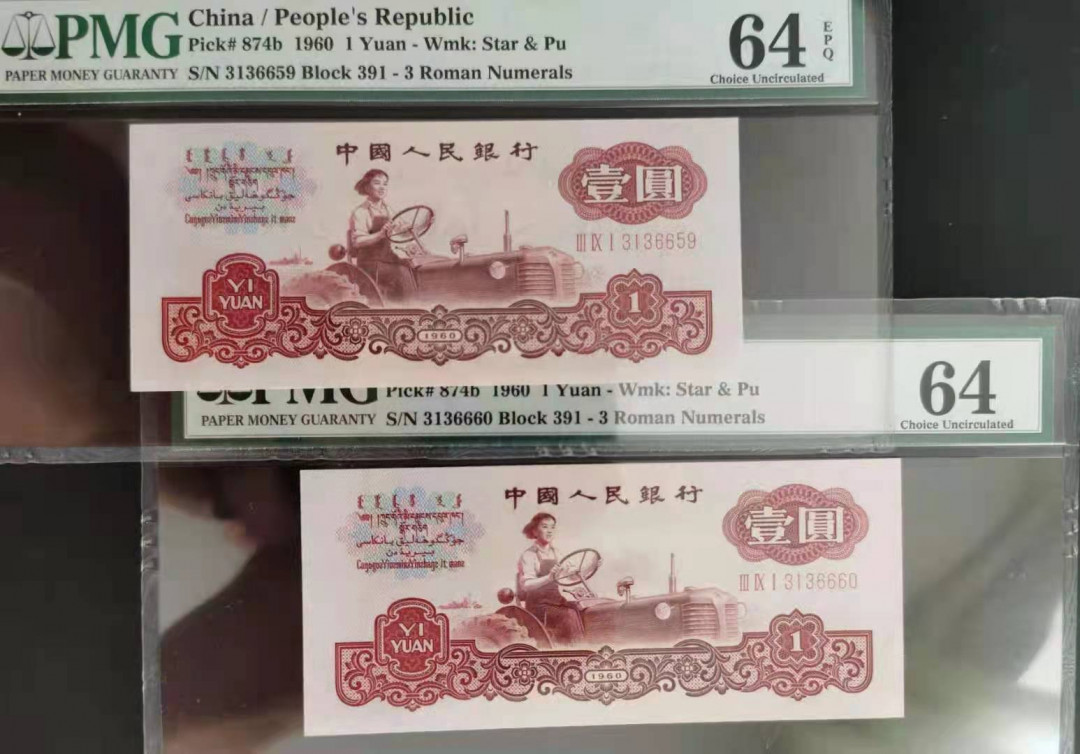 PMG
PAPER MONEY GUARANTY
China / People's Republic
Pick# 874b 1960 1 Yuan - Wmk: Star & Pu
S/N 3136659 Block 391 - 3 Roman Numerals
64
EPQ
Choice Uncirculated
中國人民銀行
壹圓
III IX I 3136659
YI
YUAN
1
1960
PMG
PAPER MONEY GUARANTY
Pick# 874b 1960 1 Yuan - Wmk: Star & Pu
S/N 3136660 Block 391 - 3 Roman Numerals
64
Choice Uncirculated
中國人民銀行
壹圓
III IX I 3136660
YI
YUAN
1
1960